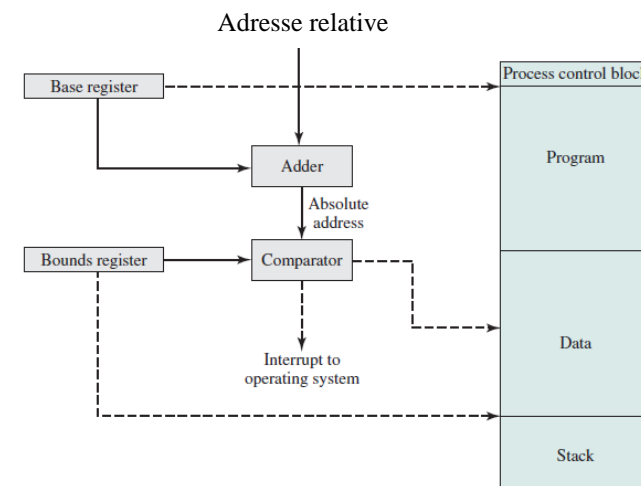 Adresse relative
Process control bloc
Base register
Program
Adder
Absolute
address
Bounds register
Comparator
Data
Interrupt to
operating system
Stack